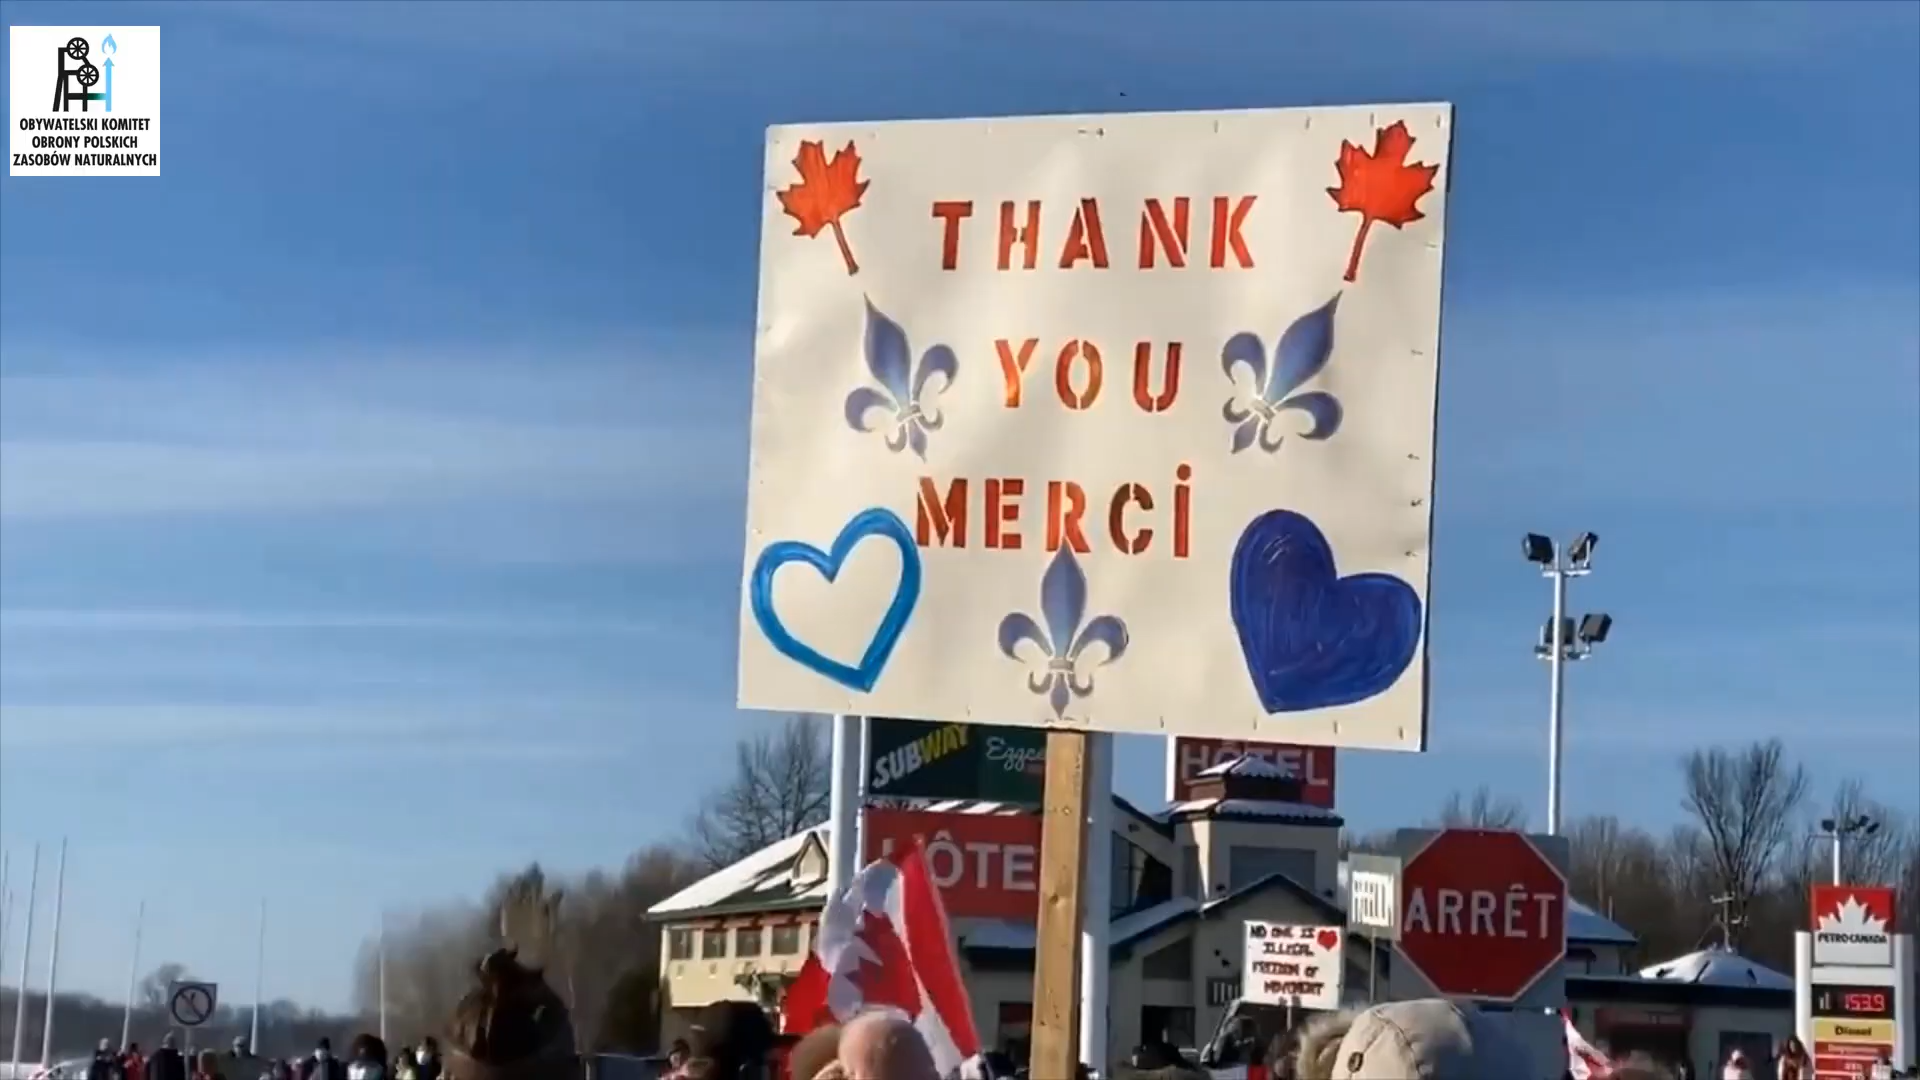 OBYWATELSKI KOMITET
OBRONY POLSKICH
ZASOBÓW NATURALNYCH
THANK
YOU
MERCi
SUBWAY
HÔTEL
HÔTE
ARRÊT
NO ONE IS
ILLEGAL
FREEDOM OF
MOVEMENT
PETRO-CANADA
153.9
Diesel